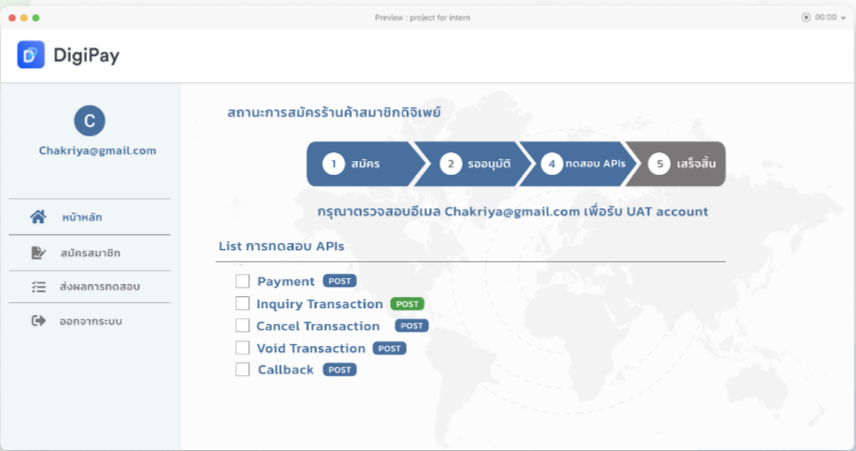 Preview : project for intern
00:00
DigiPay
C
Chakriya@gmail.com
หน้าหลัก
สมัครสมาชิก
ส่งผลการทดสอบ
ออกจากระบบ
สถานะการสมัครร้านค้าสมาชิกดิจิเพย์
1 สมัคร 2 รออนุมัติ 4 ทดสอบ APIs 5 เสร็จสิ้น
กรุณาตรวจสอบอีเมล Chakriya@gmail.com เพื่อรับ UAT account
List การทดสอบ APIs
Payment POST
Inquiry Transaction POST
Cancel Transaction POST
Void Transaction POST
Callback POST